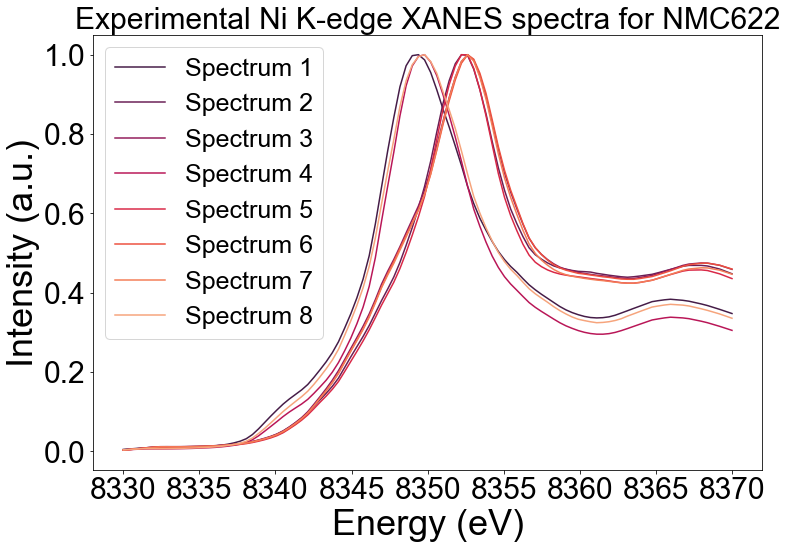 Experimental Ni K-edge XANES spectra for NMC622
Intensity (a.u.)
1.0
0.8
0.6
0.4
0.2
0.0
Spectrum 1
Spectrum 2
Spectrum 3
Spectrum 4
Spectrum 5
Spectrum 6
Spectrum 7
Spectrum 8
8330 8335 8340 8345 8350 8355 8360 8365 8370
Energy (eV)